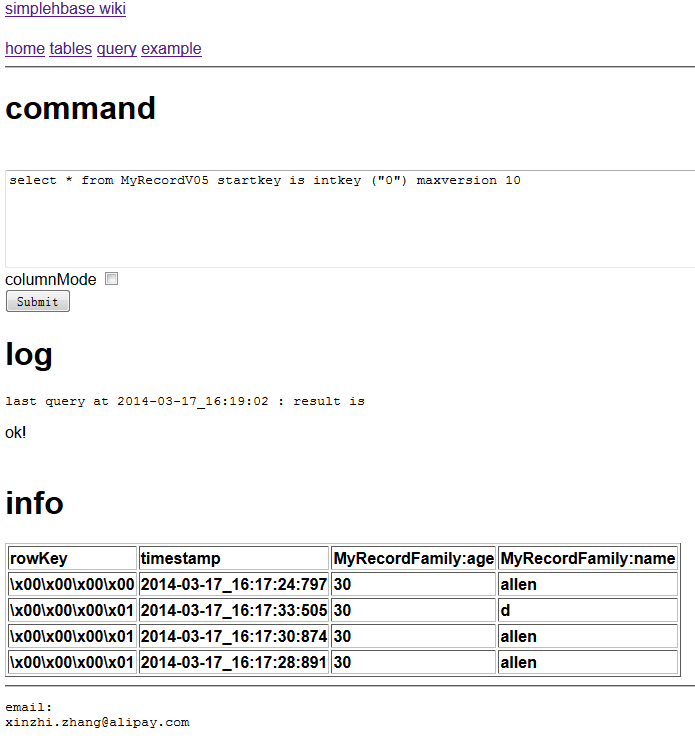 simplehbase wiki
home tables query example
command
select * from MyRecordV05 startkey is intkey ("0") maxversion 10
columnMode
Submit
log
last query at 2014-03-17_16:19:02 : result is
ok!
info
rowKey timestamp MyRecordFamily:age MyRecordFamily:name
\x00\x00\x00\x00 2014-03-17_16:17:24:797 30 allen
\x00\x00\x00\x01 2014-03-17_16:17:33:505 30 d
\x00\x00\x00\x01 2014-03-17_16:17:30:874 30 allen
\x00\x00\x00\x01 2014-03-17_16:17:28:891 30 allen
email:
xinzhi.zhang@alipay.com